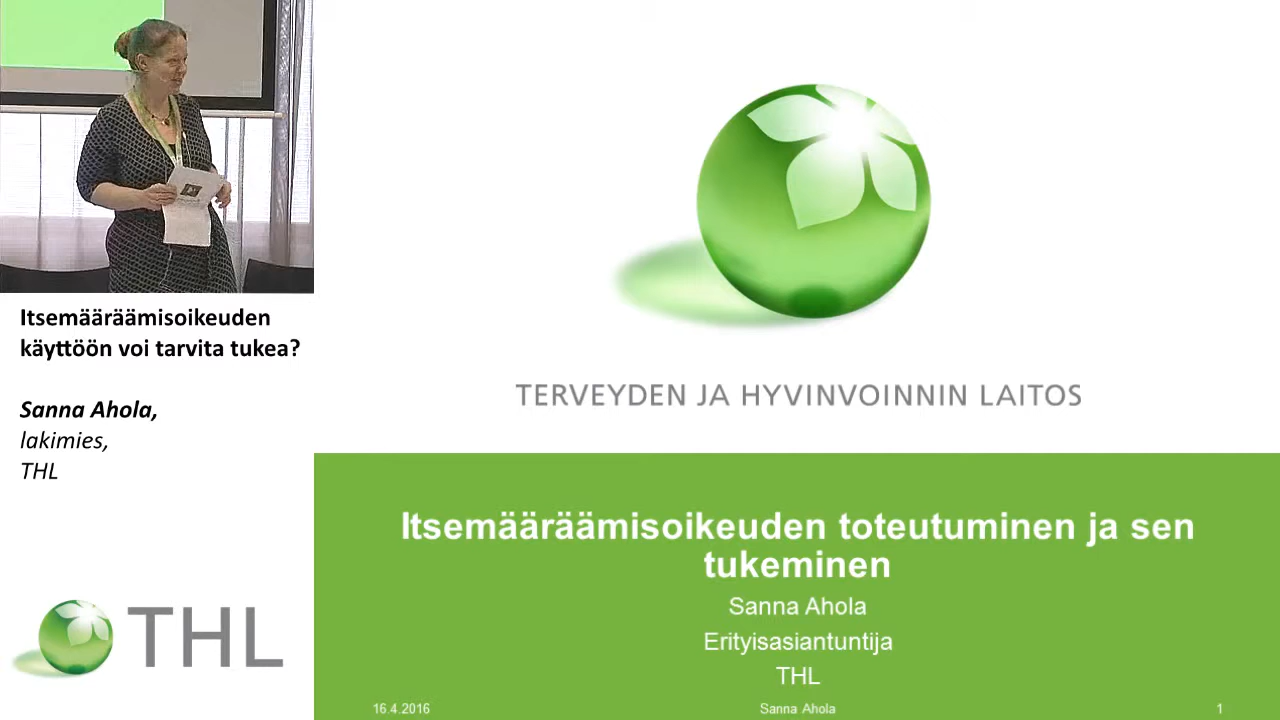 Itsemääräämisoikeuden
käyttöön voi tarvita tukea?
Sanna Ahola,
lakimies,
THL
THL
TERVEYDEN JA HYVINVOINNIN LAITOS
Itsemääräämisoikeuden toteutuminen ja sen
tukeminen
Sanna Ahola
Erityisasiantuntija
THL
16.4.2016
Sanna Ahola
1